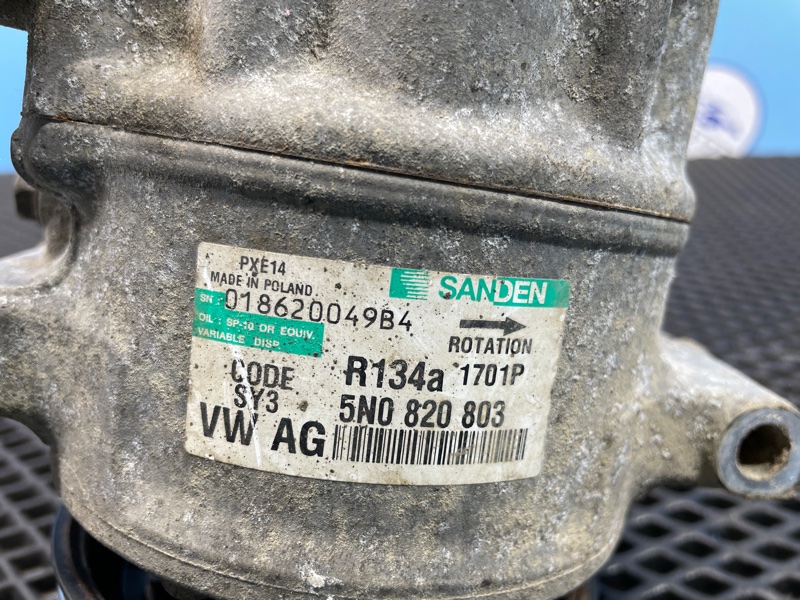 PXE14
MADE IN POLAND
SANDEN
SN: 018620049B4
OIL: SP-10 OR EQUIV.
VARIABLE DISP.
ROTATION
CODE
SY3
R134a 1701P
5N0 820 803
VW AG